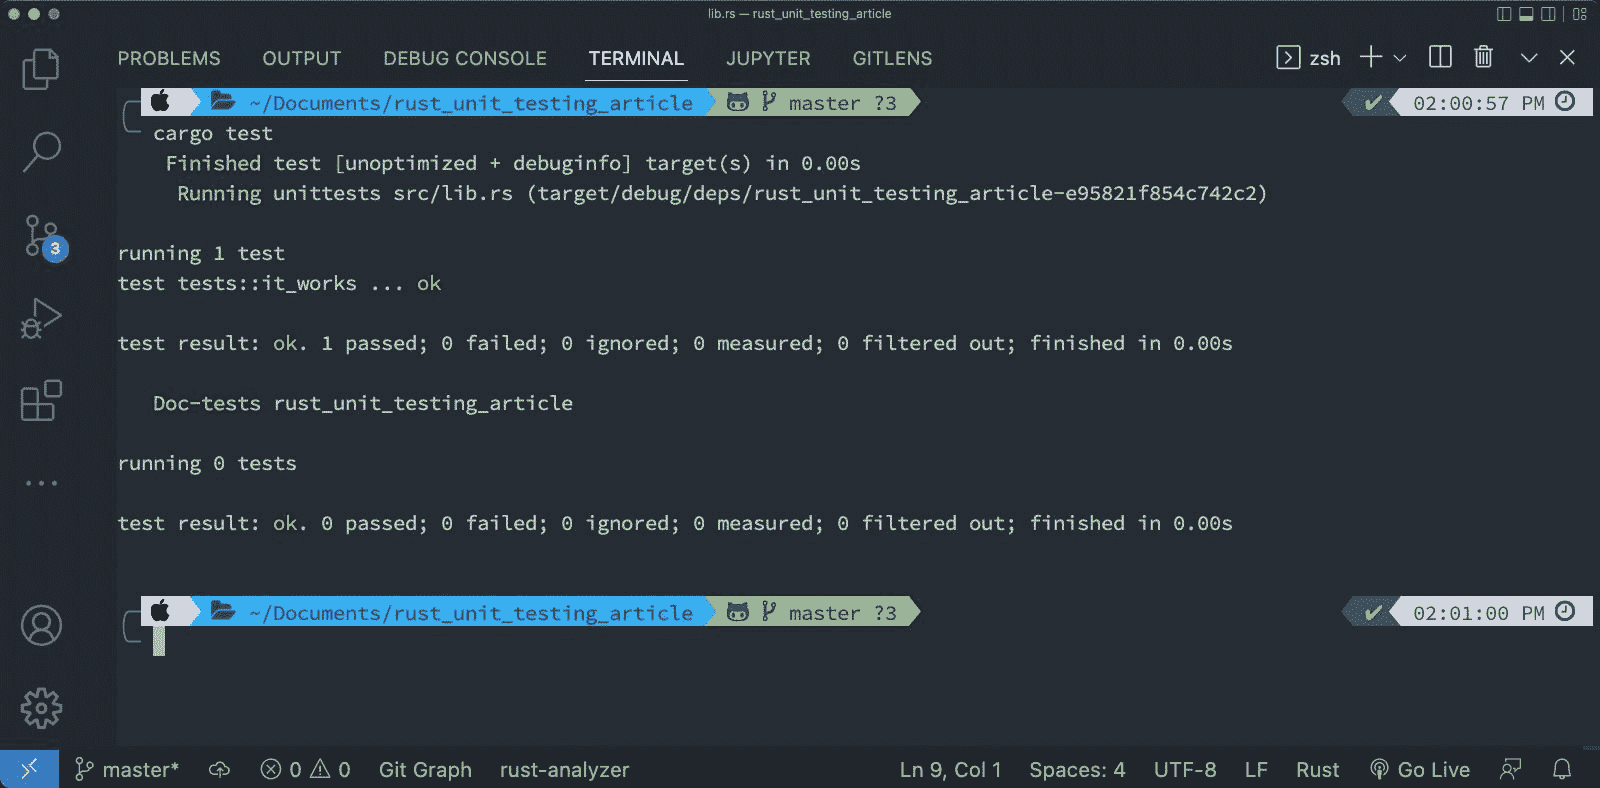 lib.rs — rust_unit_testing_article
PROBLEMS OUTPUT DEBUG CONSOLE TERMINAL JUPYTER GITLENS zsh
~/Documents/rust_unit_testing_article master ?3 ✔ 02:00:57 PM
cargo test
Finished test [unoptimized + debuginfo] target(s) in 0.00s
Running unittests src/lib.rs (target/debug/deps/rust_unit_testing_article-e95821f854c742c2)
running 1 test
test tests::it_works ... ok
test result: ok. 1 passed; 0 failed; 0 ignored; 0 measured; 0 filtered out; finished in 0.00s
Doc-tests rust_unit_testing_article
running 0 tests
test result: ok. 0 passed; 0 failed; 0 ignored; 0 measured; 0 filtered out; finished in 0.00s
~/Documents/rust_unit_testing_article master ?3 ✔ 02:01:00 PM
3
master* 0 0 Git Graph rust-analyzer Ln 9, Col 1 Spaces: 4 UTF-8 LF Rust Go Live